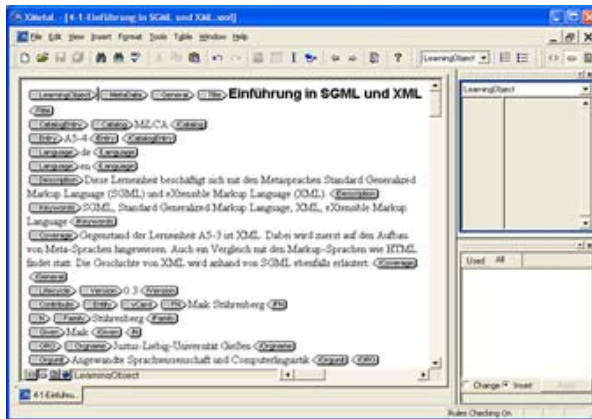 XMetaL - [4-1-Einführung in SGML und XML.xml]
File Edit View Insert Format Tools Table Window Help
LearningObject
LearningObject MetaData General Title Einführung in SGML und XML
Title
CatalogEntry Catalog MiLCA Catalog
Entry A5-4 Entry CatalogEntry
Language de Language
Language en Language
Description Diese Lerneinheit beschäftigt sich mit den Metasprachen Standard Generalized
Markup Language (SGML) und eXtensible Markup Language (XML). Description
Keywords SGML, Standard Generalized Markup Language, XML, eXtensible Markup
Language Keywords
Coverage Gegenstand der Lerneinheit A5-3 ist XML. Dabei wird zuerst auf den Aufbau
von Meta-Sprachen hingewiesen. Auch ein Vergleich mit den Markup-Sprachen wie HTML
findet statt. Die Geschichte von XML wird anhand von SGML ebenfalls erläutert. Coverage
General
Lifecycle Version 0.3 Version
Contribute Entity vCard FN Maik Stührenberg FN
N Family Stührenberg Family
Given Maik Given N
ORG Orgname Justus-Liebig-Universität Gießen Orgname
Orgunit Angewandte Sprachwissenschaft und Computerlinguistik Orgunit ORG
LearningObject
4-1-Einführu...
LearningObject
Used All
Change Insert Apply
Rules Checking On